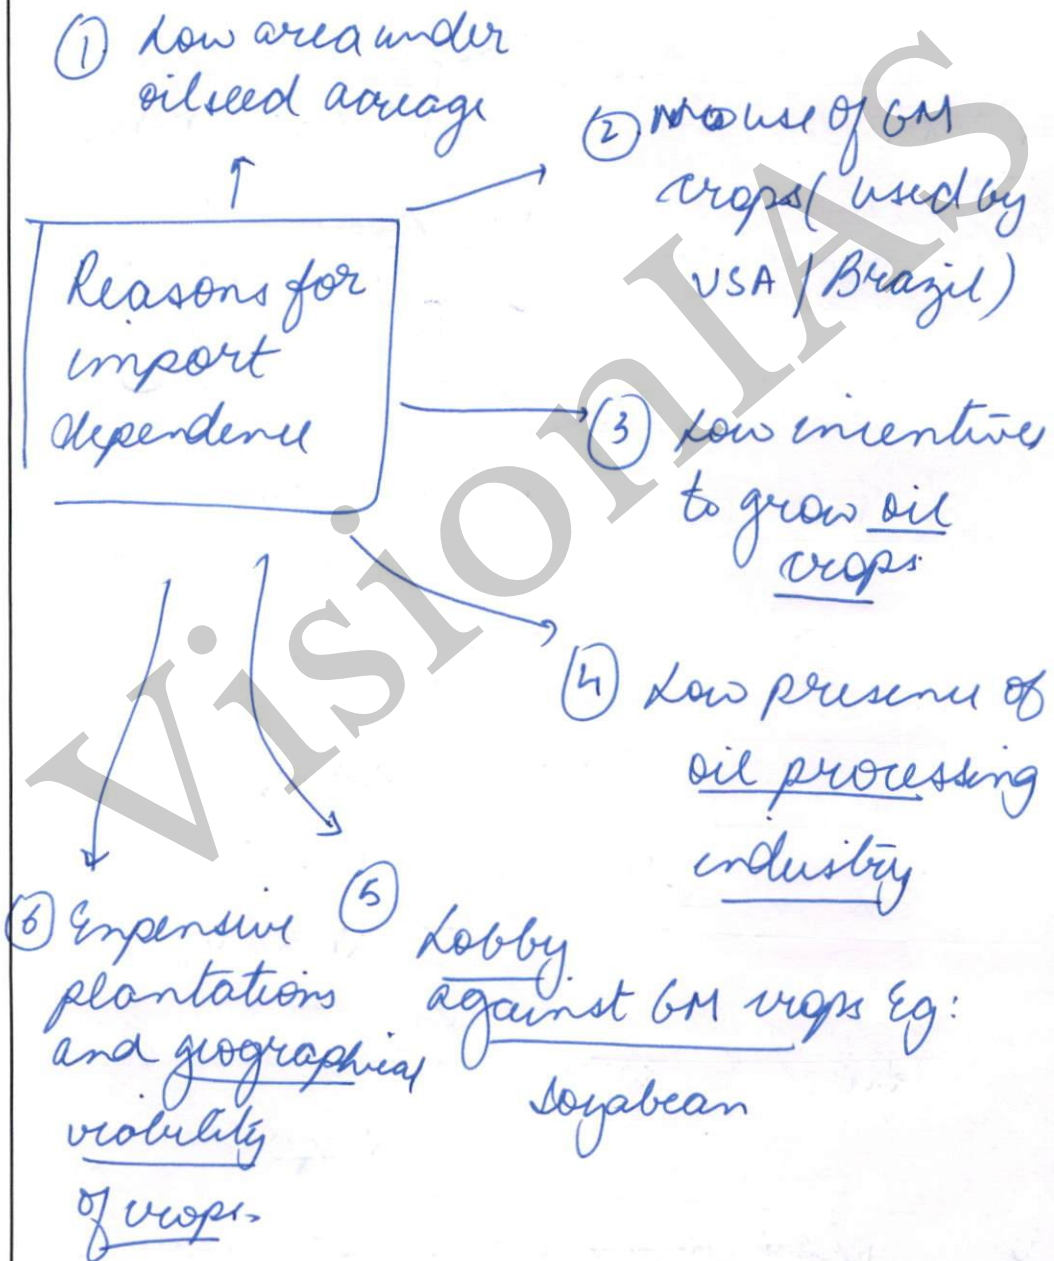 ① Low area under
oilseed acreage
② No use of GM
crops ( used by
USA / Brazil )
Reasons for
import
dependence
③ Low incentives
to grow oil
crops.
④ Low presence of
oil processing
industry
⑤
Lobby
against GM crops Eg:
soyabean
⑥ Expensive
plantations
and geographical
viability
of crops.
VisionIAS